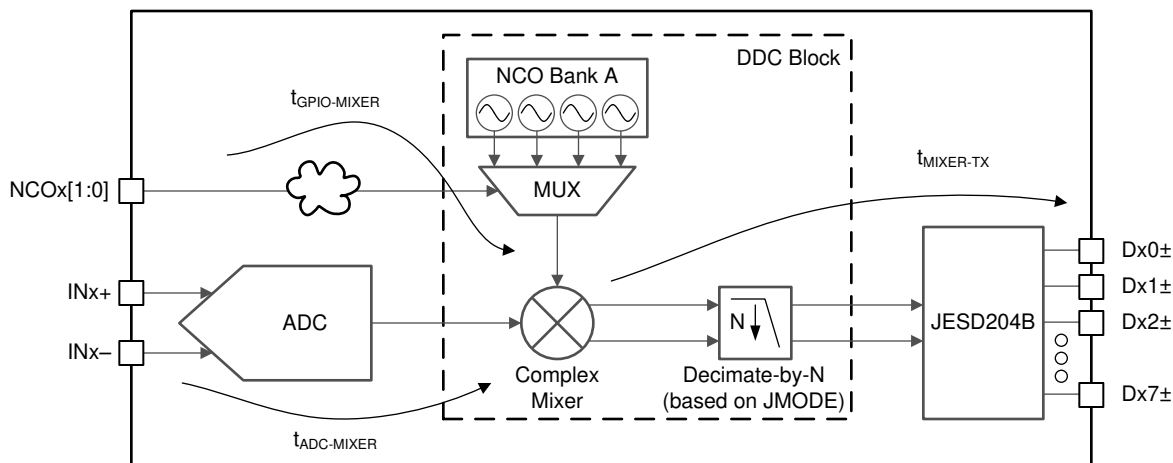 DDC Block
NCO Bank A
tGPIO-MIXER
tMIXER-TX
NCOx[1:0]
MUX
Dx0±
INx+
Dx1±
ADC
N
JESD204B
Dx2±
INx–
Complex
Mixer
Decimate-by-N
(based on JMODE)
Dx7±
tADC-MIXER